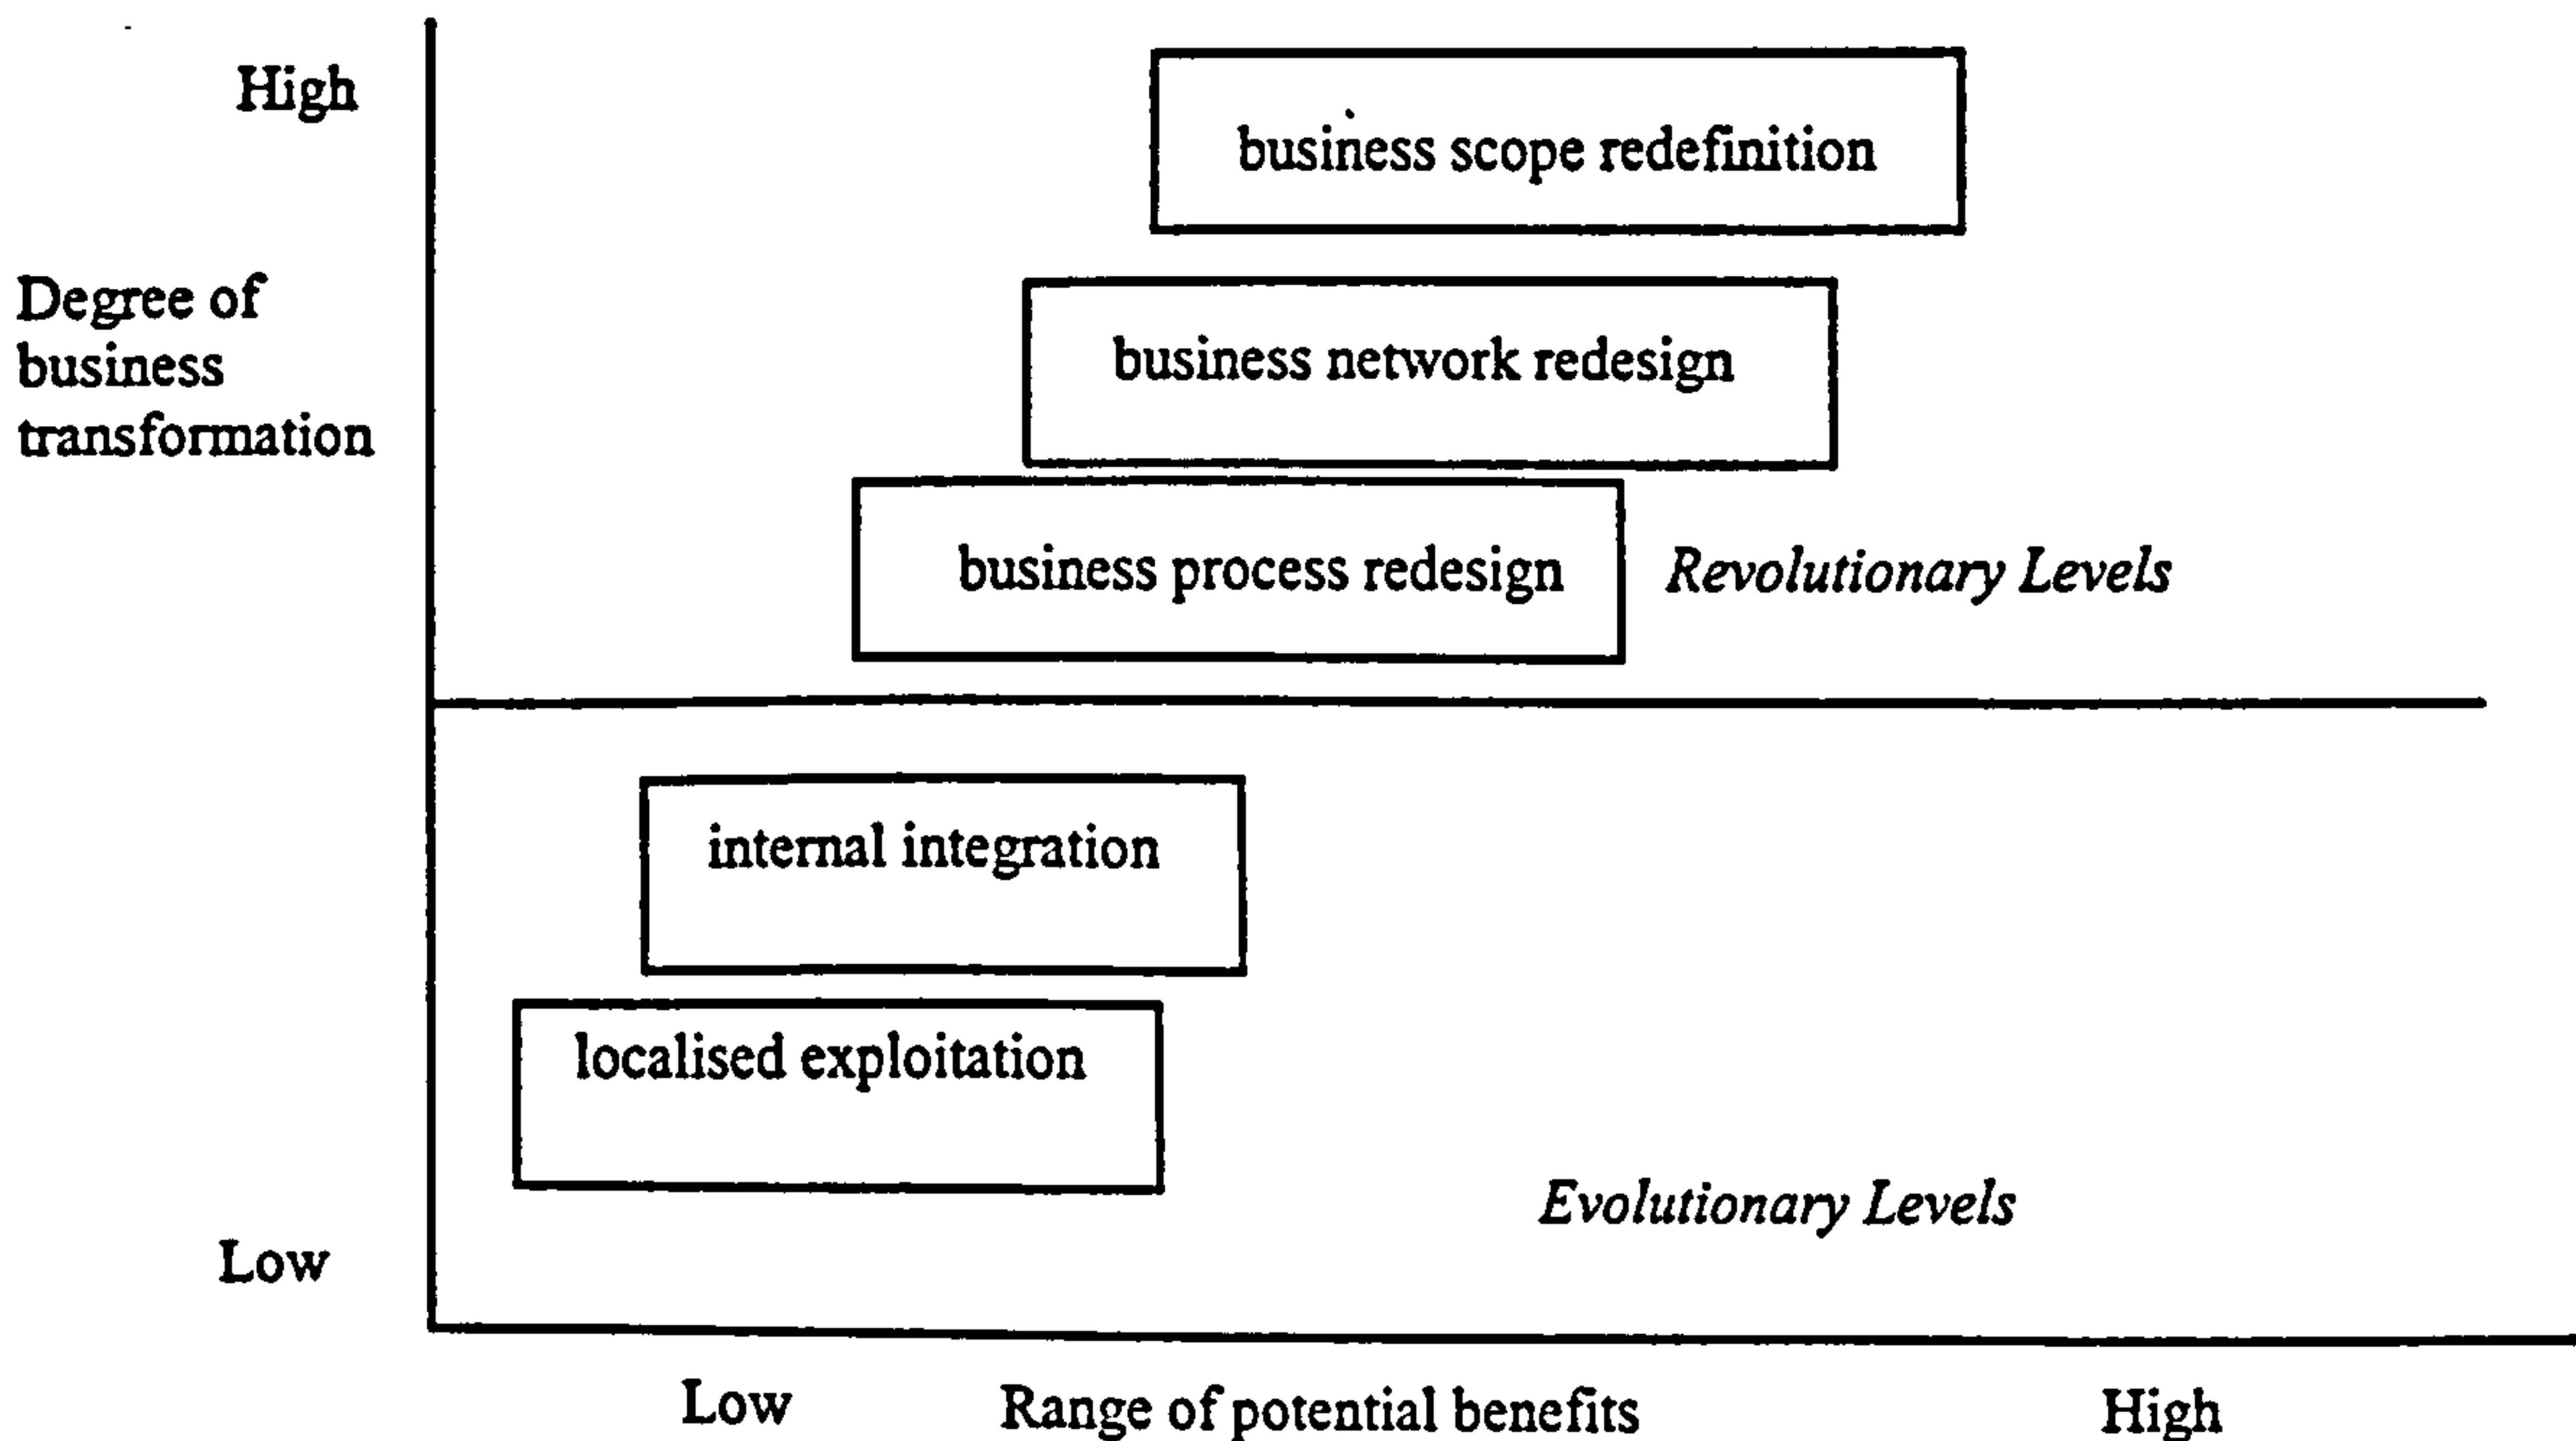 High
business scope redefinition
Degree of
business
transformation
business network redesign
business process redesign
Revolutionary Levels
internal integration
localised exploitation
Evolutionary Levels
Low
Low
Range of potential benefits
High